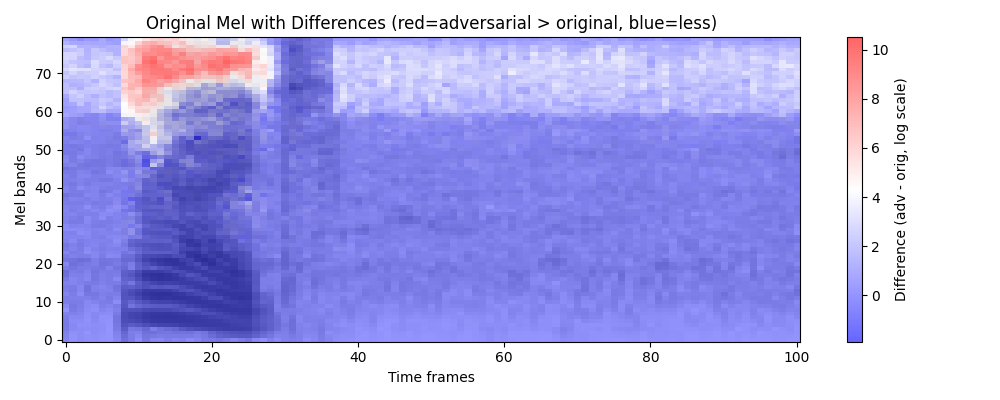 Original Mel with Differences (red=adversarial > original, blue=less)
Mel bands
70
60
50
40
30
20
10
0
0 20 40 60 80 100
Time frames
10
8
6
4
2
0
Difference (adv - orig, log scale)